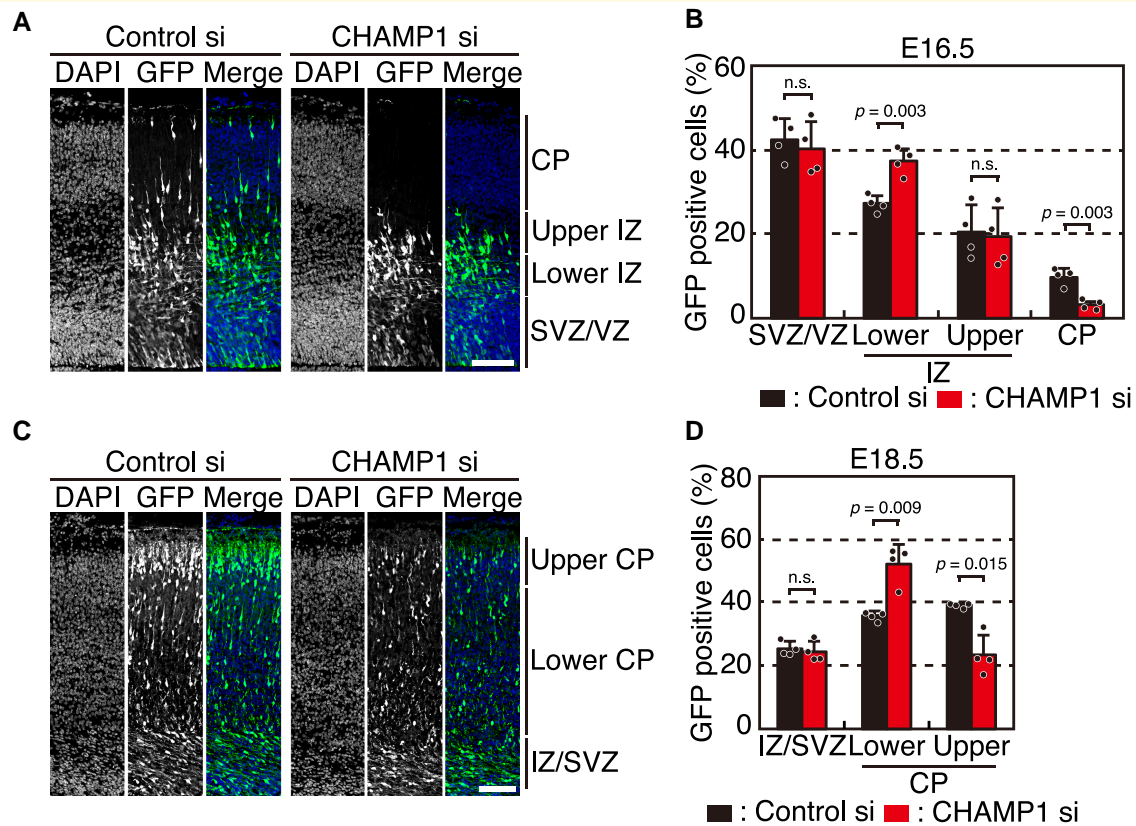 A
Control si CHAMP1 si
DAPI GFP Merge DAPI GFP Merge
CP
Upper IZ
Lower IZ
SVZ/VZ
B
E16.5
GFP positive cells (%)
60
40
20
0
n.s.
p = 0.003
n.s.
p = 0.003
SVZ/VZ Lower Upper CP
IZ
: Control si : CHAMP1 si
C
Control si CHAMP1 si
DAPI GFP Merge DAPI GFP Merge
Upper CP
Lower CP
IZ/SVZ
D
E18.5
GFP positive cells (%)
80
60
40
20
0
n.s.
p = 0.009
p = 0.015
IZ/SVZ Lower Upper
CP
: Control si : CHAMP1 si